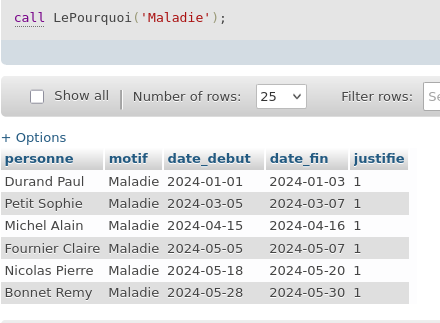 call LePourquoi('Maladie');
Show all Number of rows: 25 Filter rows: Se
+ Options
personne motif date_debut date_fin justifie
Durand Paul Maladie 2024-01-01 2024-01-03 1
Petit Sophie Maladie 2024-03-05 2024-03-07 1
Michel Alain Maladie 2024-04-15 2024-04-16 1
Fournier Claire Maladie 2024-05-05 2024-05-07 1
Nicolas Pierre Maladie 2024-05-18 2024-05-20 1
Bonnet Remy Maladie 2024-05-28 2024-05-30 1